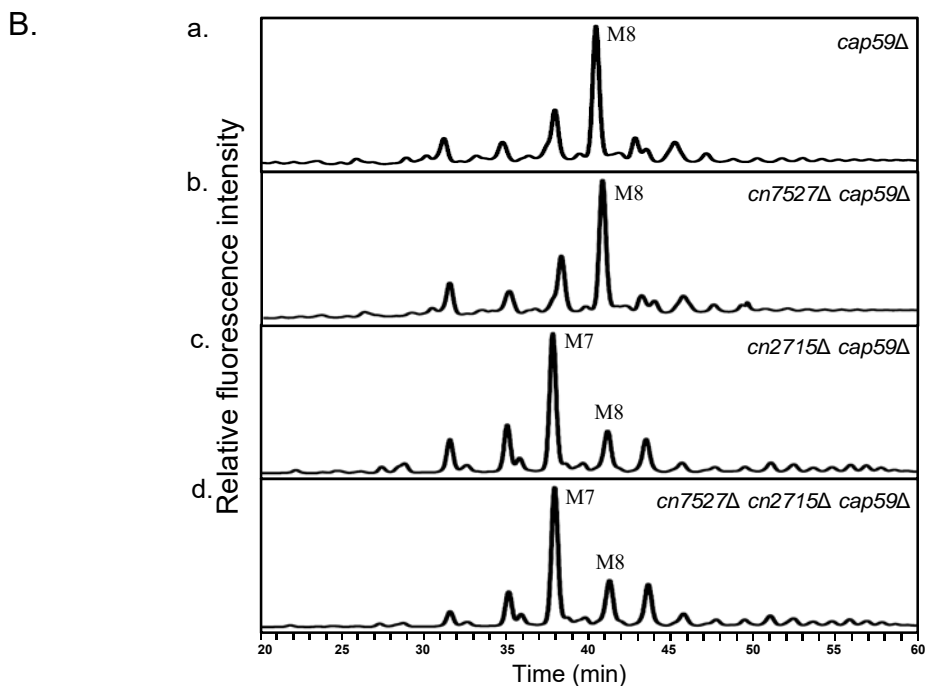 B.
Relative fluorescence intensity
a.
M8
cap59Δ
b.
M8
cn7527Δ cap59Δ
c.
M7
M8
cn2715Δ cap59Δ
d.
M7
M8
cn7527Δ cn2715Δ cap59Δ
20 25 30 35 40 45 50 55 60
Time (min)